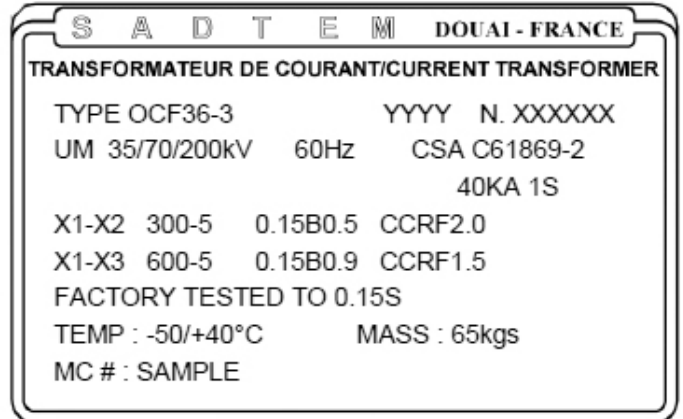 SADTEM DOUAI - FRANCE
TRANSFORMATEUR DE COURANT/CURRENT TRANSFORMER
TYPE OCF36-3 YYYY N. XXXXXX
UM 35/70/200kV 60Hz CSA C61869-2
40KA 1S
X1-X2 300-5 0.15B0.5 CCRF2.0
X1-X3 600-5 0.15B0.9 CCRF1.5
FACTORY TESTED TO 0.15S
TEMP : -50/+40°C MASS : 65kgs
MC # : SAMPLE